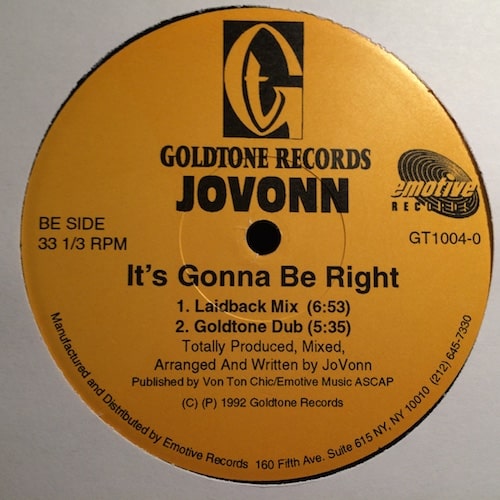 Gt
GOLDTONE RECORDS
JOVONN
emotive
RECORDS
BE SIDE
33 1/3 RPM
GT1004-0
It's Gonna Be Right
1. Laidback Mix (6:53)
2. Goldtone Dub (5:35)
Totally Produced, Mixed,
Arranged And Written by JoVonn
Published by Von Ton Chic/Emotive Music ASCAP
(C) (P) 1992 Goldtone Records
Manufactured and Distributed by Emotive Records 160 Fifth Ave. Suite 615 NY, NY 10010 (212) 645-7330